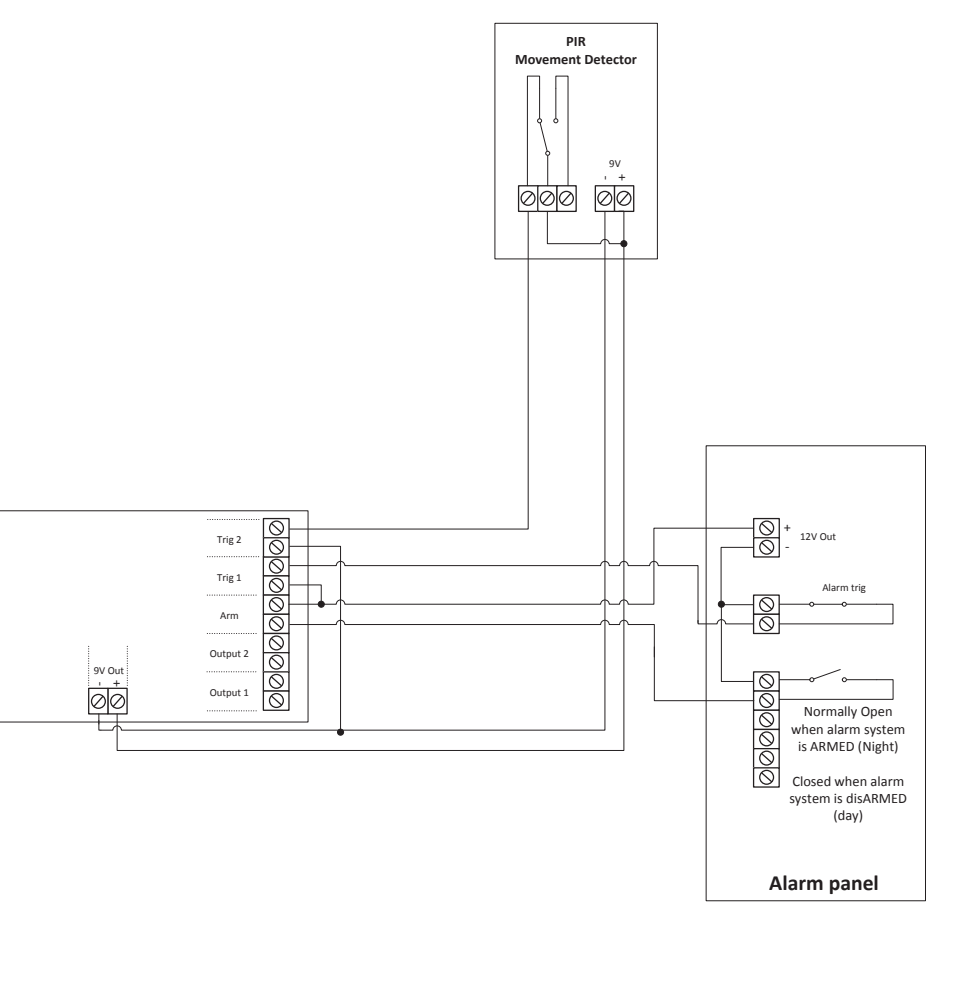 PIR
Movement Detector
9V
- +
+
12V Out
-
Trig 2
Trig 1
Alarm trig
Arm
Output 2
9V Out
- +
Output 1
Normally Open
when alarm system
is ARMED (Night)
Closed when alarm
system is disARMED
(day)
Alarm panel